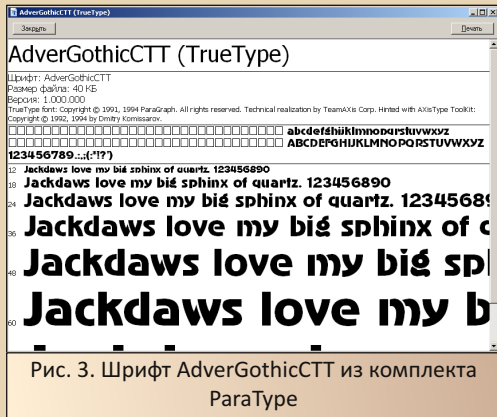 AdverGothicCTT (TrueType)
Закрыть Печать
AdverGothicCTT (TrueType)
Шрифт: AdverGothicCTT
Размер файла: 40 КБ
Версия: 1.000.000
TrueType font: Copyright © 1991, 1994 ParaGraph. All rights reserved. Technical realization by TeamAXis Corp. Hinted with AXisType ToolKit:
Copyright © 1992, 1994 by Dmitry Komissarov.
□□□□□□□□□□□□□□□□□□□□□□□□□□□□□□□□ abcdefghijklmnopqrstuvwxyz
□□□□□□□□□□□□□□□□□□□□□□□□□□□□□□□□ ABCDEFGHIJKLMNOPQRSTUVWXYZ
123456789.:,;(:*!?')
12 Jackdaws love my big sphinx of quartz. 123456890
18 Jackdaws love my big sphinx of quartz. 123456890
24 Jackdaws love my big sphinx of quartz. 1234568
36 Jackdaws love my big sphinx of
48 Jackdaws love my big sp
60 Jackdaws love my b
Рис. 3. Шрифт AdverGothicCTT из комплекта
ParaType